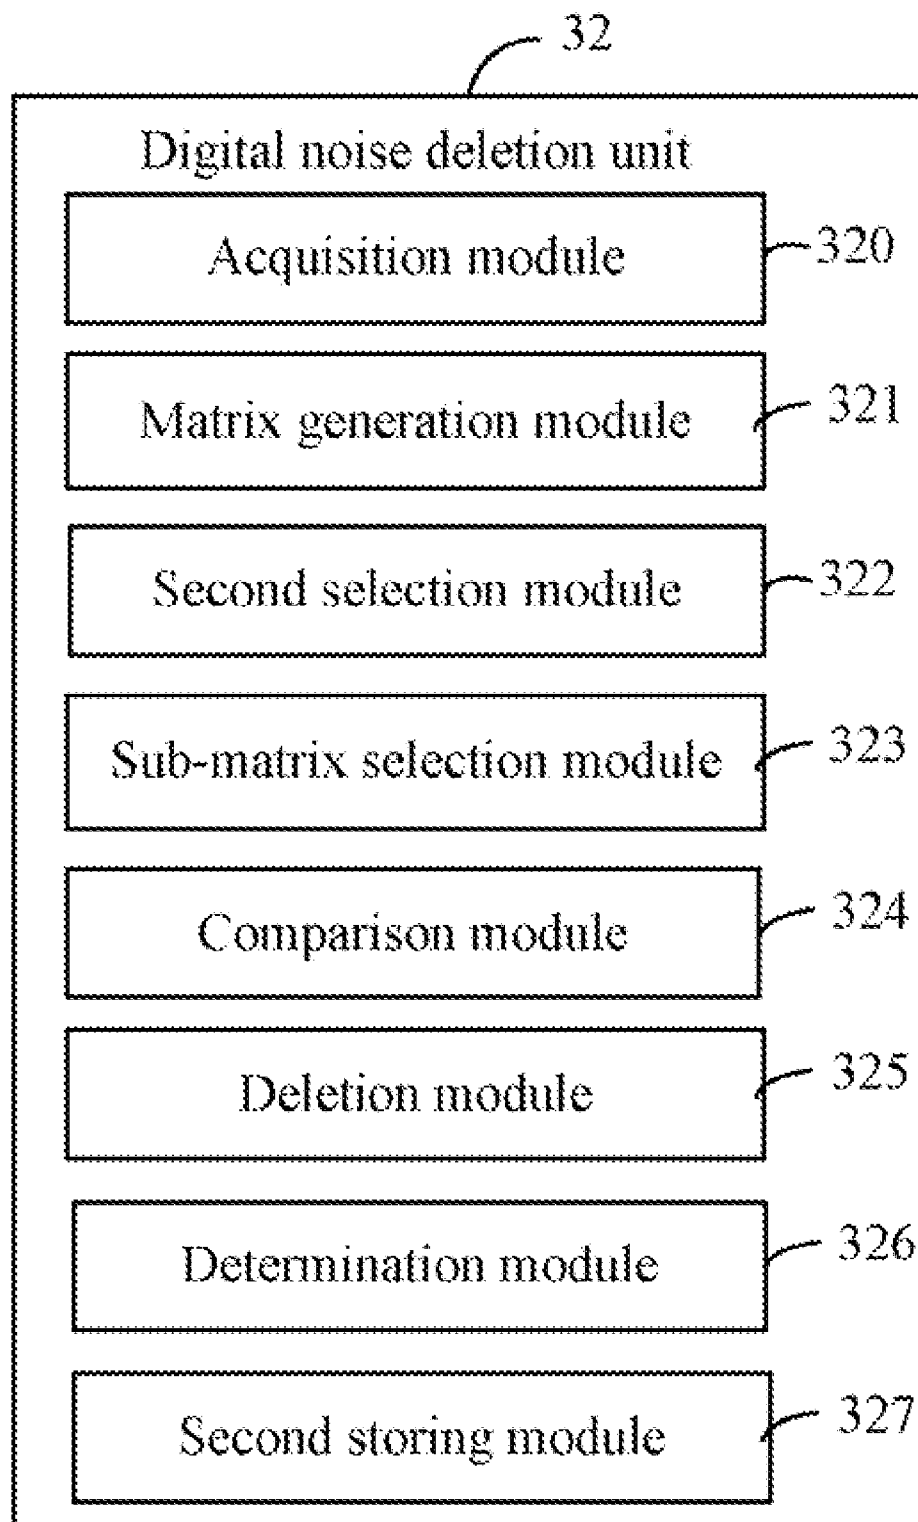 32
Digital noise deletion unit
Acquisition module 320
Matrix generation module 321
Second selection module 322
Sub-matrix selection module 323
Comparison module 324
Deletion module 325
Determination module 326
Second storing module 327